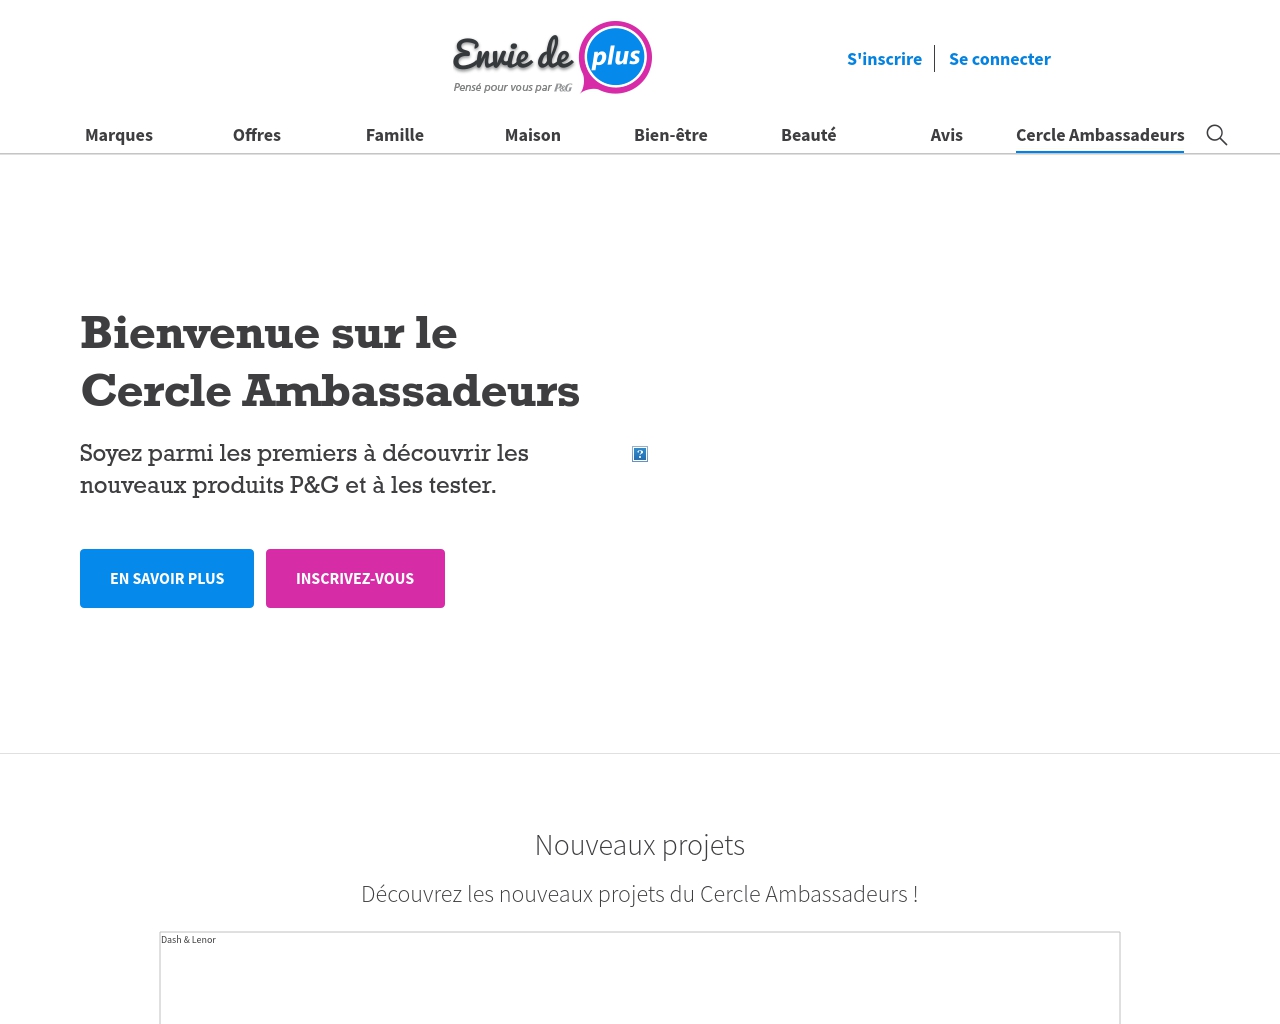 Envie de plus
Pensé pour vous par P&G
S'inscrire
Se connecter
Marques
Offres
Famille
Maison
Bien-être
Beauté
Avis
Cercle Ambassadeurs
Bienvenue sur le
Cercle Ambassadeurs
Soyez parmi les premiers à découvrir les
nouveaux produits P&G et à les tester.
?
EN SAVOIR PLUS
INSCRIVEZ-VOUS
Nouveaux projets
Découvrez les nouveaux projets du Cercle Ambassadeurs !
Dash & Lenor